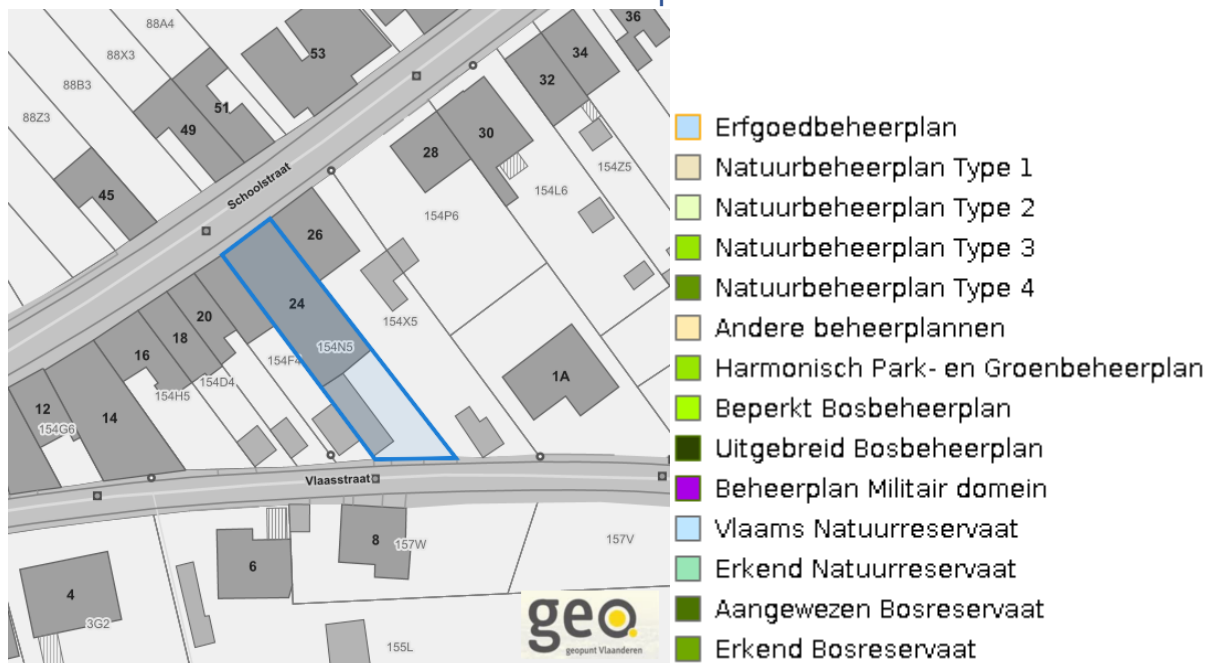 88A4
36
88X3
53
34
88B3
32
51
88Z3
49
30
28
154Z5
Schoolstraat
154L6
45
154P6
26
24
20
154X5
18
154N5
16
154F4
1A
154D4
154H5
12
14
154G6
Vlaasstraat
8
157W
157V
6
4
3G2
155L
geo
geopunt Vlaanderen
Erfgoedbeheerplan
Natuurbeheerplan Type 1
Natuurbeheerplan Type 2
Natuurbeheerplan Type 3
Natuurbeheerplan Type 4
Andere beheerplannen
Harmonisch Park- en Groenbeheerplan
Beperkt Bosbeheerplan
Uitgebreid Bosbeheerplan
Beheerplan Militair domein
Vlaams Natuurreservaat
Erkend Natuurreservaat
Aangewezen Bosreservaat
Erkend Bosreservaat